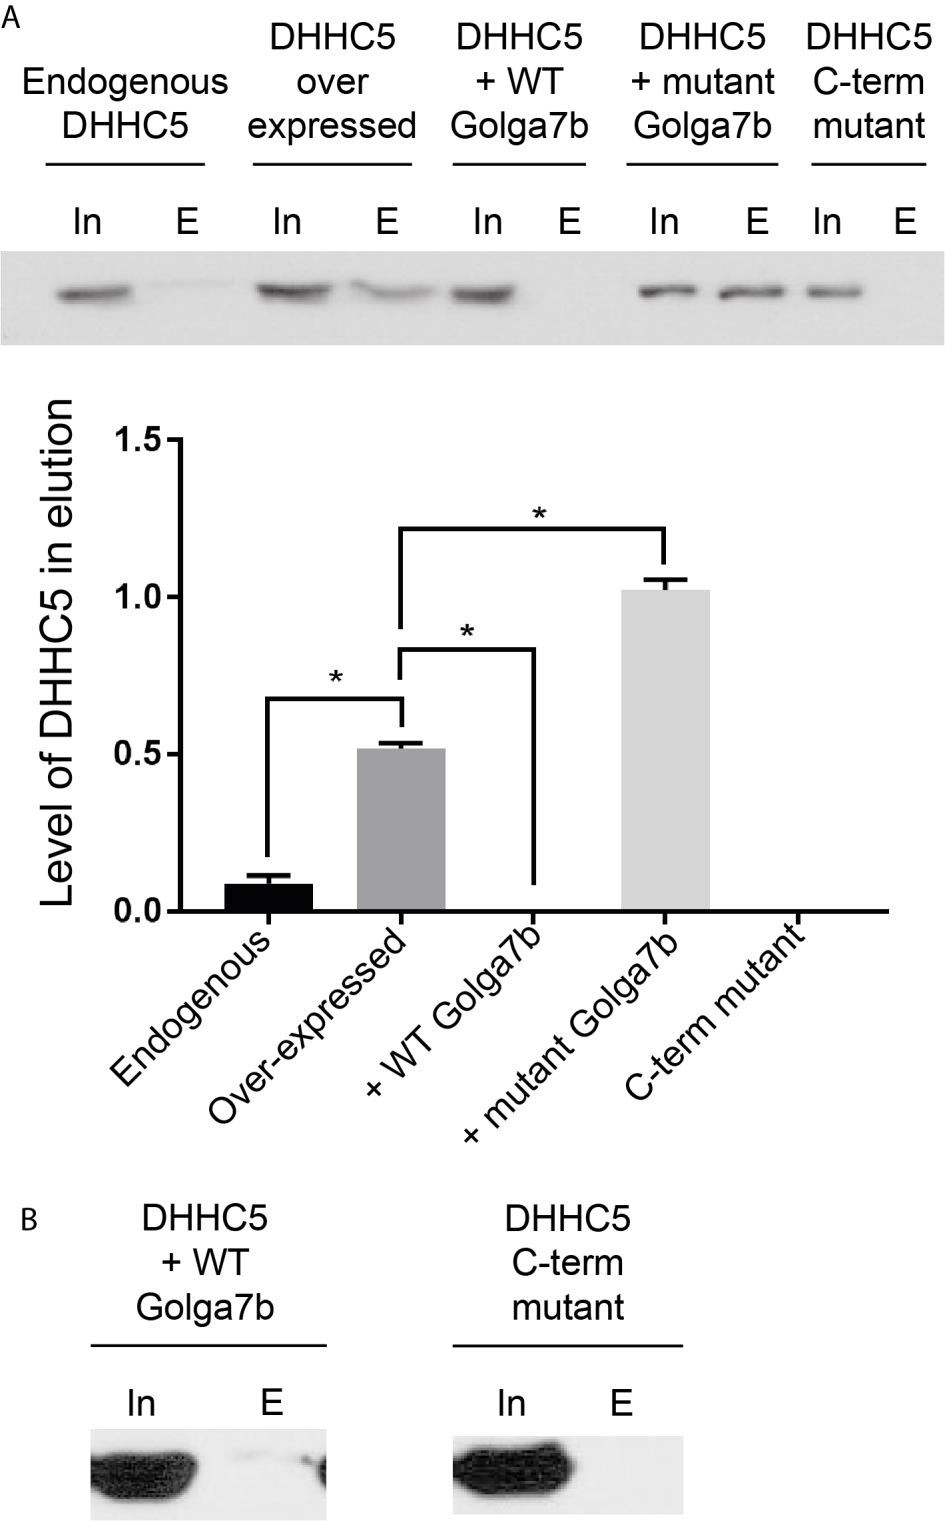 A
Endogenous
DHHC5
DHHC5
over
expressed
DHHC5
+ WT
Golga7b
DHHC5
+ mutant
Golga7b
DHHC5
C-term
mutant
In E In E In E In E In E
Level of DHHC5 in elution
1.5
1.0
0.5
0.0
*
*
*
Endogenous
Over-expressed
+ WT Golga7b
+ mutant Golga7b
C-term mutant
B
DHHC5
+ WT
Golga7b
DHHC5
C-term
mutant
In E In E